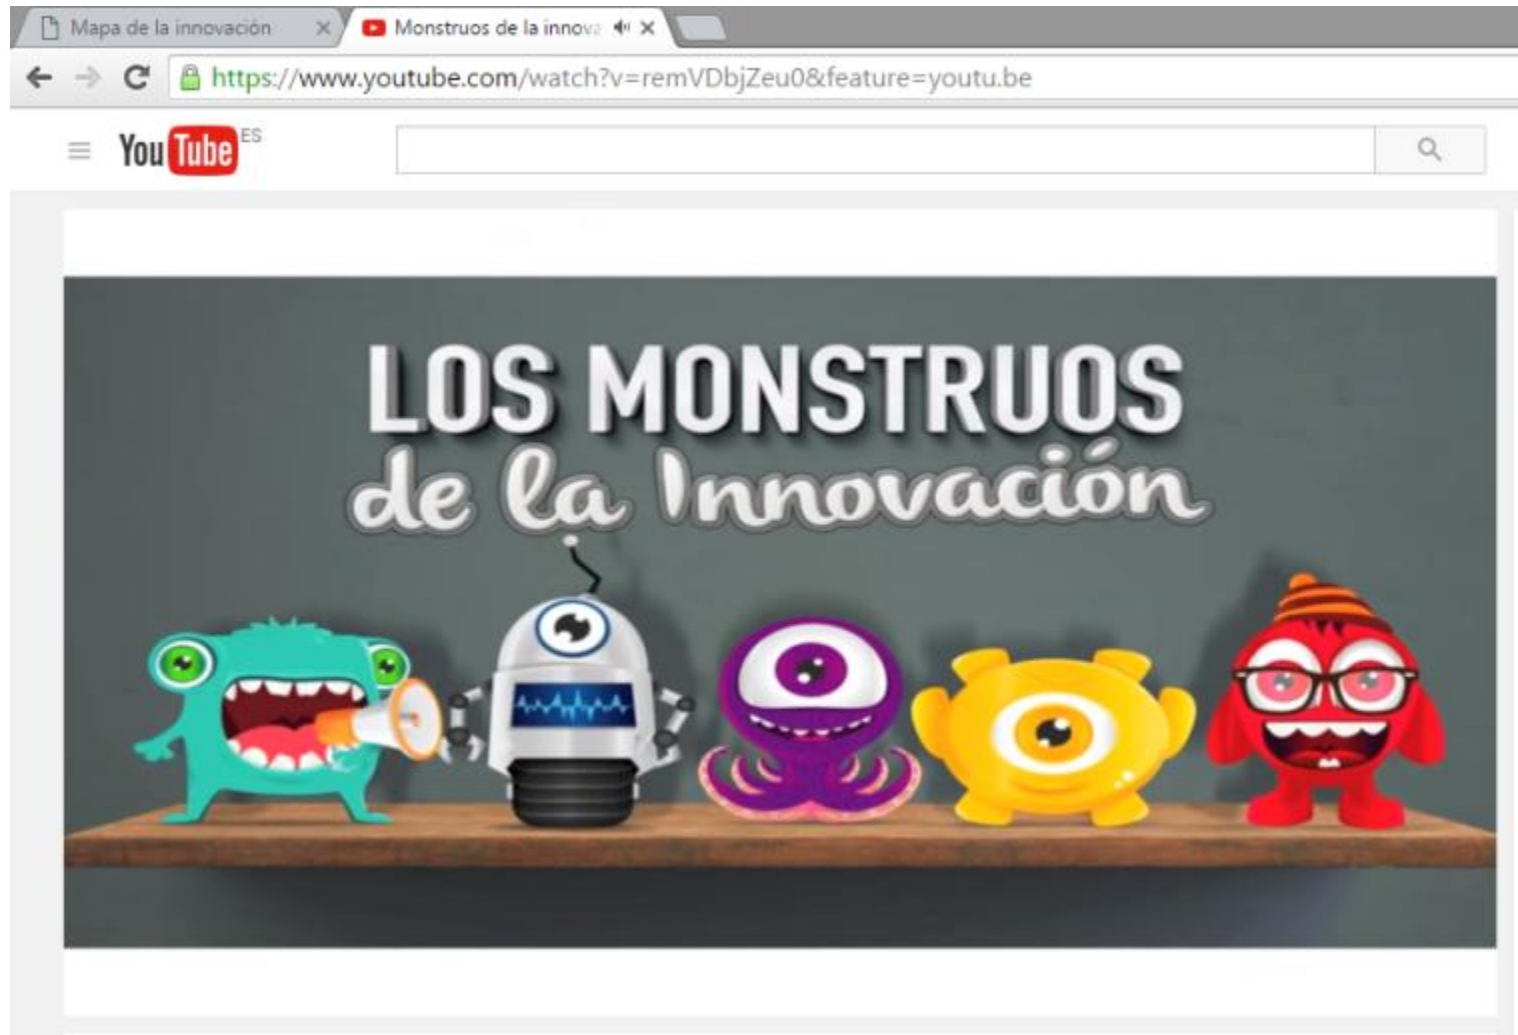 Mapa de la innovación
Monstruos de la innova
https://www.youtube.com/watch?v=remVDbjZeu0&feature=youtu.be
YouTube ES
LOS MONSTRUOS
de la Innovación